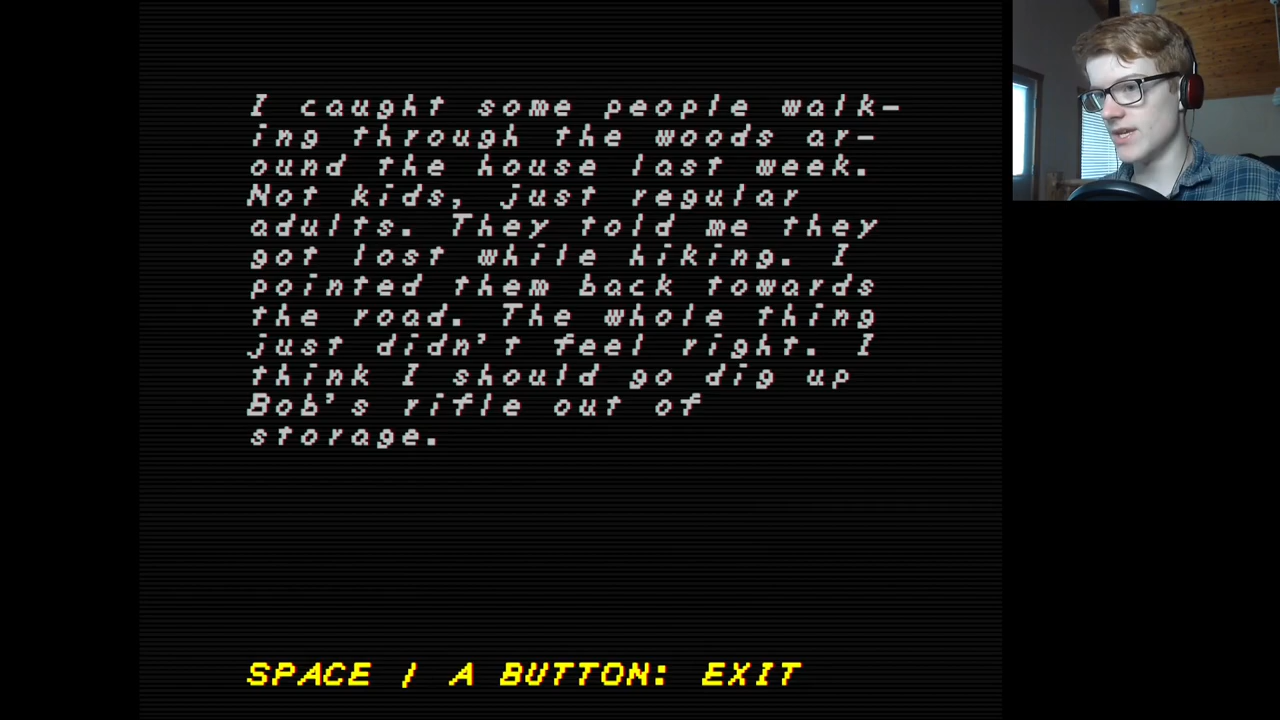 I caught some people walk-
ing through the woods ar-
ound the house last week.
Not kids, just regular
adults. They told me they
got lost while hiking. I
pointed them back towards
the road. The whole thing
just didn't feel right. I
think I should go dig up
Bob's rifle out of
storage.
SPACE / A BUTTON: EXIT